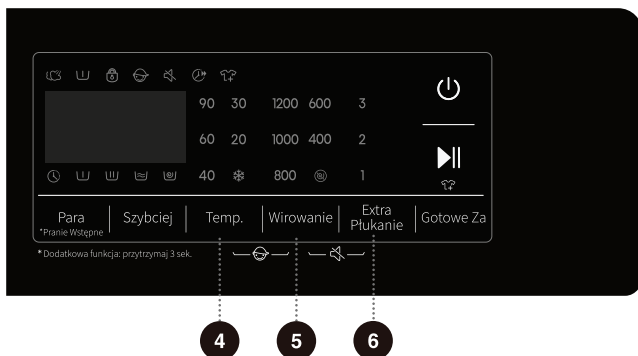 90 30 1200 600 3
60 20 1000 400 2
40 800 1
Para
*Pranie Wstępne
Szybciej
Temp.
Wirowanie
Extra
Płukanie
Gotowe Za
*Dodatkowa funkcja: przytrzymaj 3 sek.
4 5 6